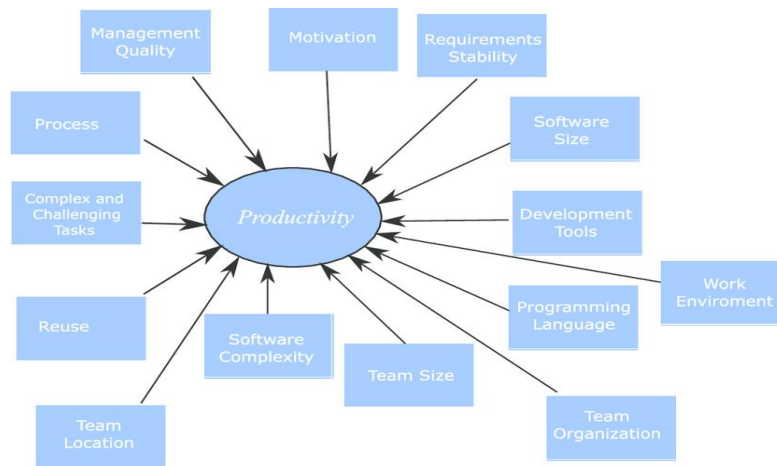 Management
Quality
Motivation
Requirements
Stability
Process
Software
Size
Complex and
Challenging
Tasks
Productivity
Development
Tools
Work
Enviroment
Reuse
Software
Complexity
Programming
Language
Team Size
Team
Location
Team
Organization